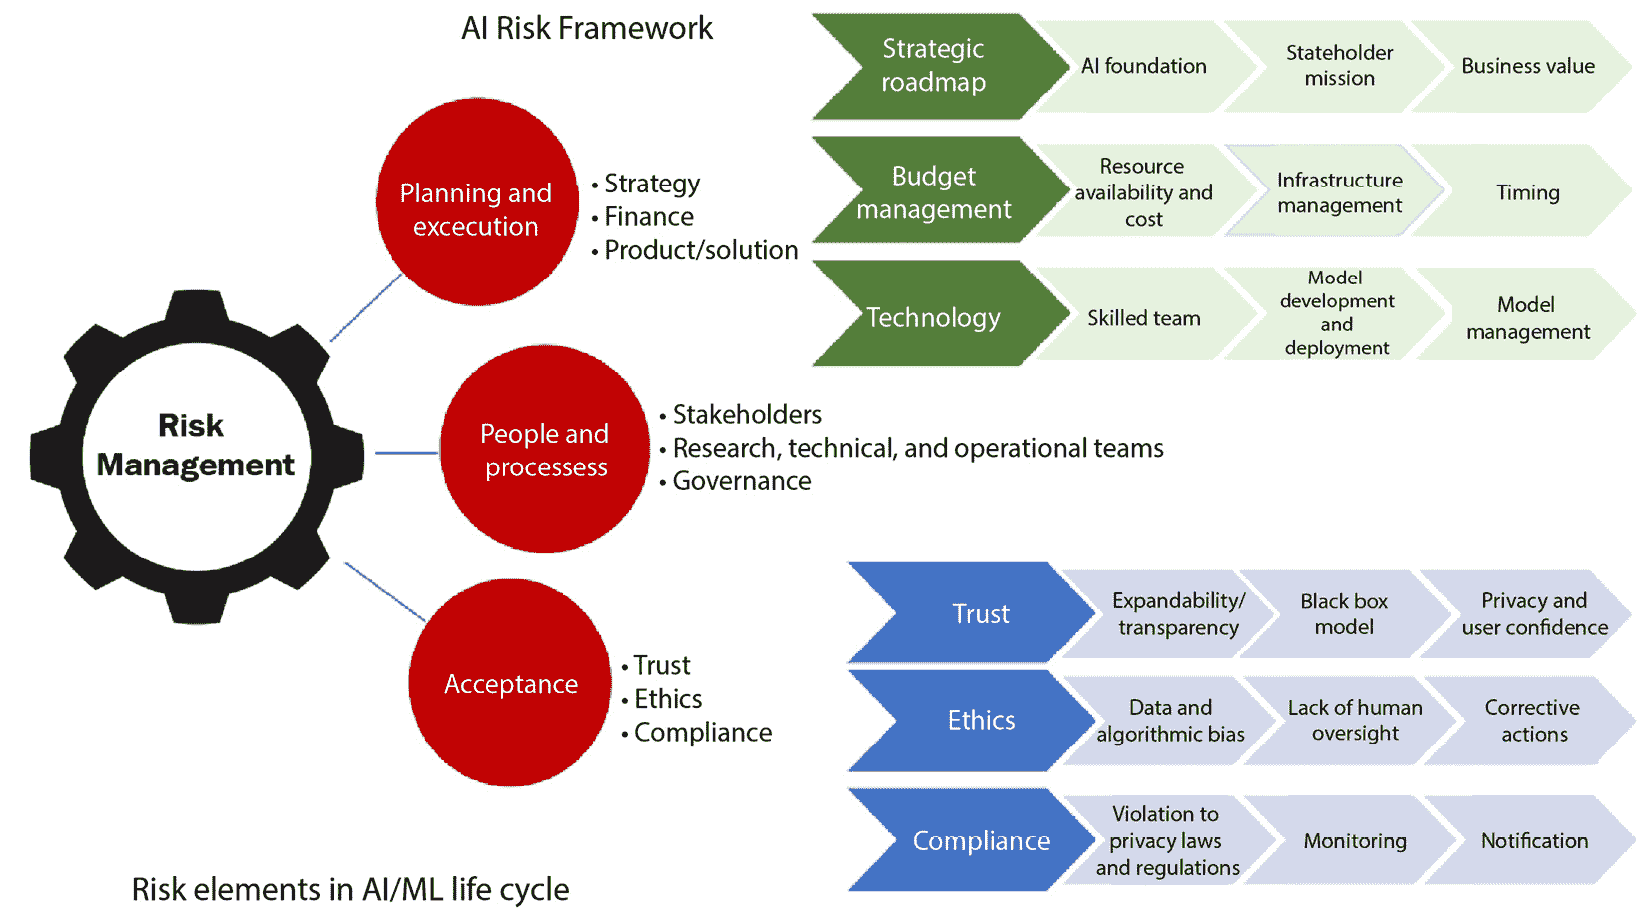 AI Risk Framework
Risk
Management
Planning and
excecution
• Strategy
• Finance
• Product/solution
Strategic
roadmap
AI foundation
Stateholder
mission
Business value
Budget
management
Resource
availability and
cost
Infrastructure
management
Timing
Technology
Skilled team
Model
development
and
deployment
Model
management
People and
processess
• Stakeholders
• Research, technical, and operational teams
• Governance
Acceptance
• Trust
• Ethics
• Compliance
Trust
Expandability/
transparency
Black box
model
Privacy and
user confidence
Ethics
Data and
algorithmic bias
Lack of human
oversight
Corrective
actions
Compliance
Violation to
privacy laws
and regulations
Monitoring
Notification
Risk elements in AI/ML life cycle